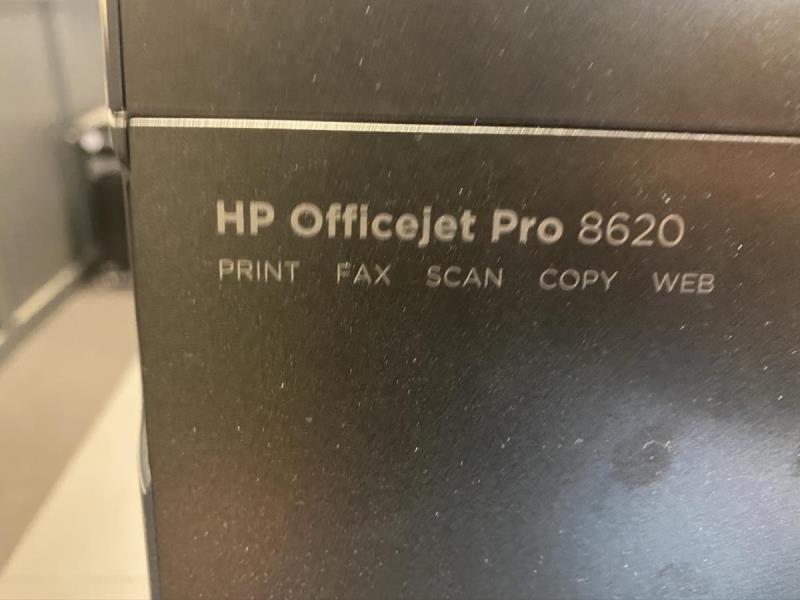 HP Officejet Pro 8620
PRINT FAX SCAN COPY WEB